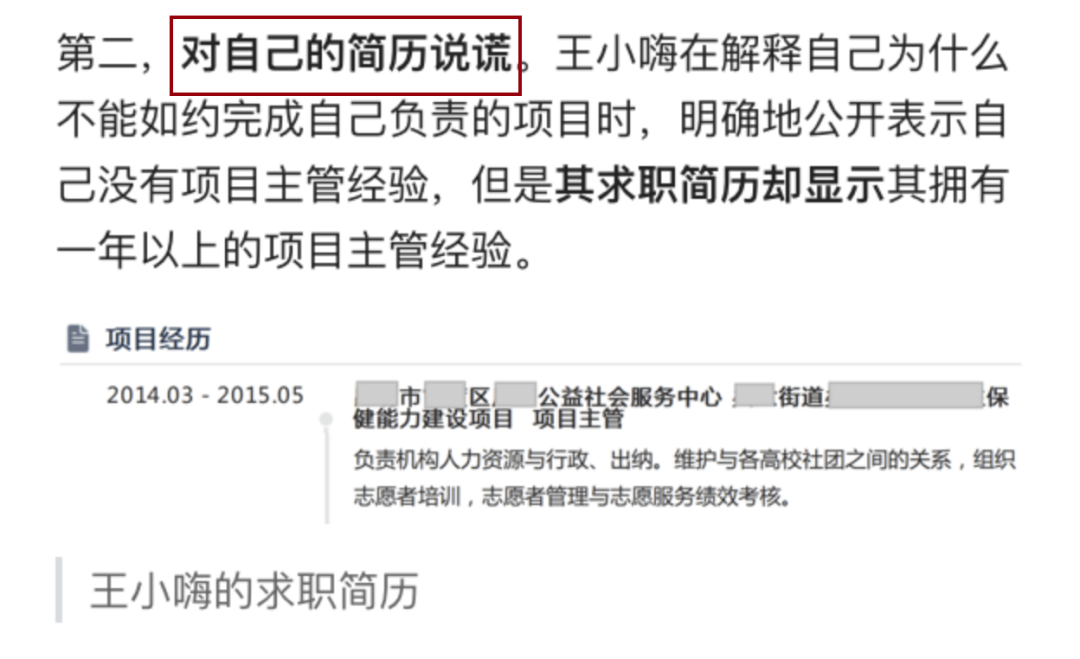 第二，对自己的简历说谎。王小嗨在解释自己为什么
不能如约完成自己负责的项目时，明确地公开表示自
己没有项目主管经验，但是其求职简历却显示其拥有
一年以上的项目主管经验。
项目经历
2014.03 - 2015.05
市 区 公益社会服务中心 街道 保
健能力建设项目 项目主管
负责机构人力资源与行政、出纳。维护与各高校社团之间的关系，组织
志愿者培训，志愿者管理与志愿服务绩效考核。
王小嗨的求职简历